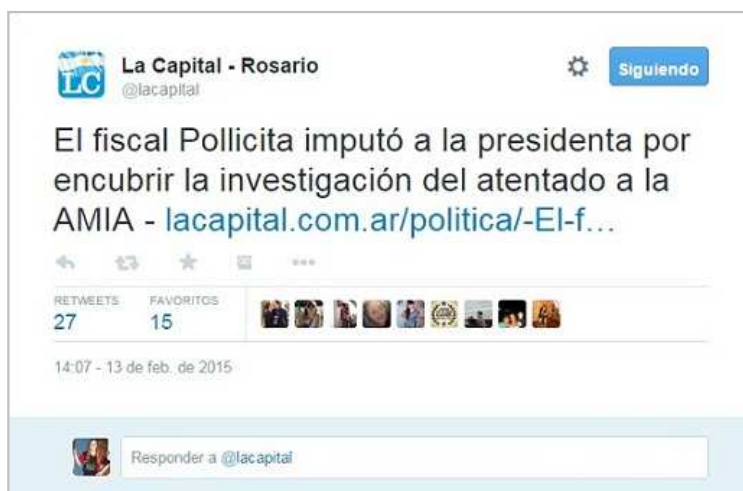 LC
La Capital - Rosario
@lacapital
Siguiendo
El fiscal Pollicita imputó a la presidenta por
encubrir la investigación del atentado a la
AMIA - lacapital.com.ar/politica/-El-f...
RETWEETS FAVORITOS
27 15
14:07 - 13 de feb. de 2015
Responder a @lacapital